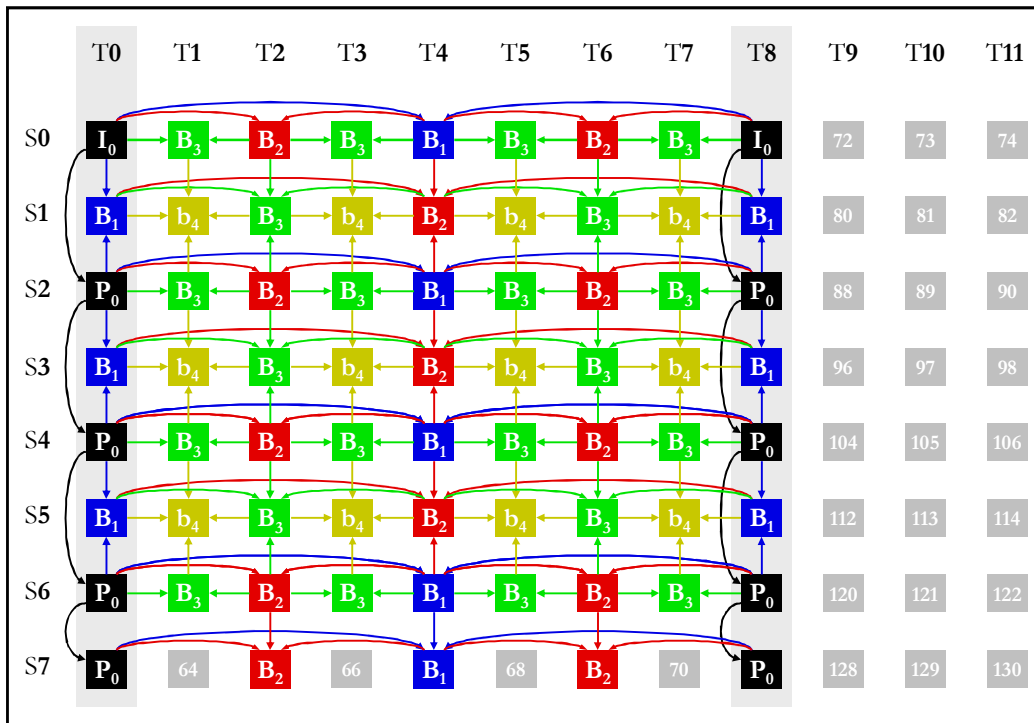 T0 T1 T2 T3 T4 T5 T6 T7 T8 T9 T10 T11
S0 I0 B3 B2 B3 B1 B3 B2 B3 I0 72 73 74
S1 B1 b4 B3 b4 B2 b4 B3 b4 B1 80 81 82
S2 P0 B3 B2 B3 B1 B3 B2 B3 P0 88 89 90
S3 B1 b4 B3 b4 B2 b4 B3 b4 B1 96 97 98
S4 P0 B3 B2 B3 B1 B3 B2 B3 P0 104 105 106
S5 B1 b4 B3 b4 B2 b4 B3 b4 B1 112 113 114
S6 P0 B3 B2 B3 B1 B3 B2 B3 P0 120 121 122
S7 P0 64 B2 66 B1 68 B2 70 P0 128 129 130